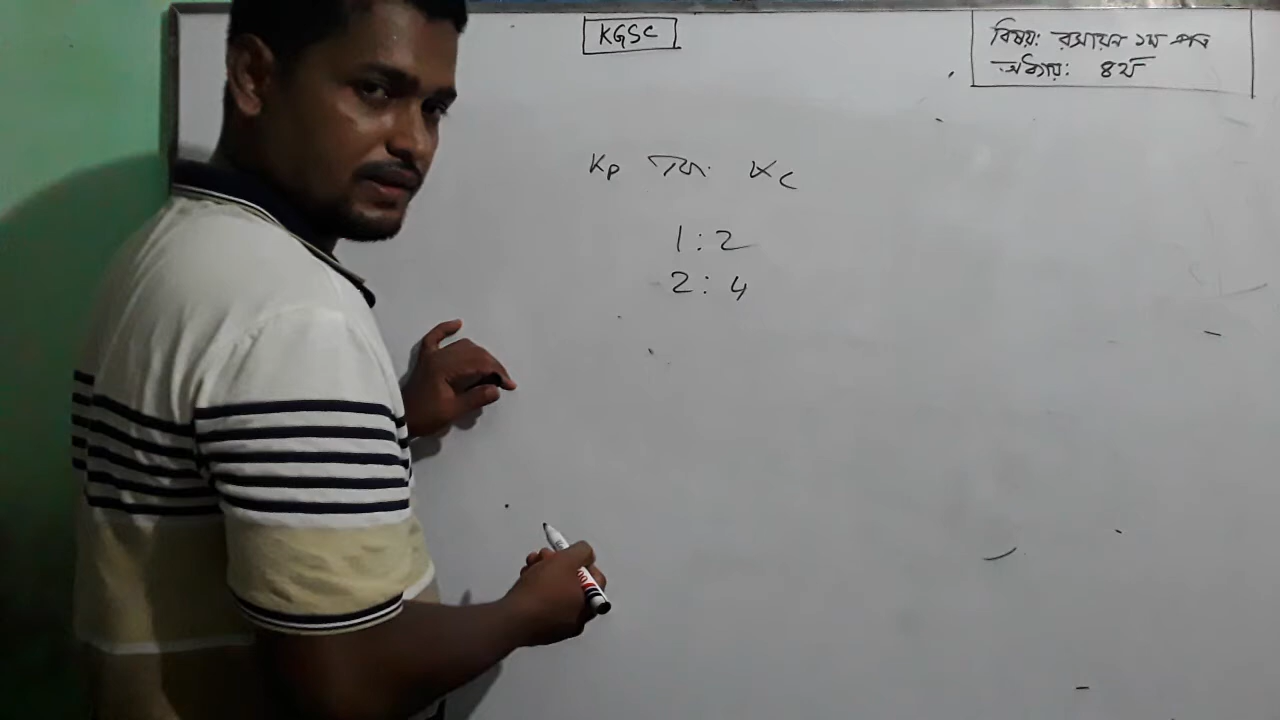 KGSC
বিষয়: রসায়ন ১ম পত্র
অধ্যায়: ৪র্থ
Kp Kc
1 : 2
2 : 4